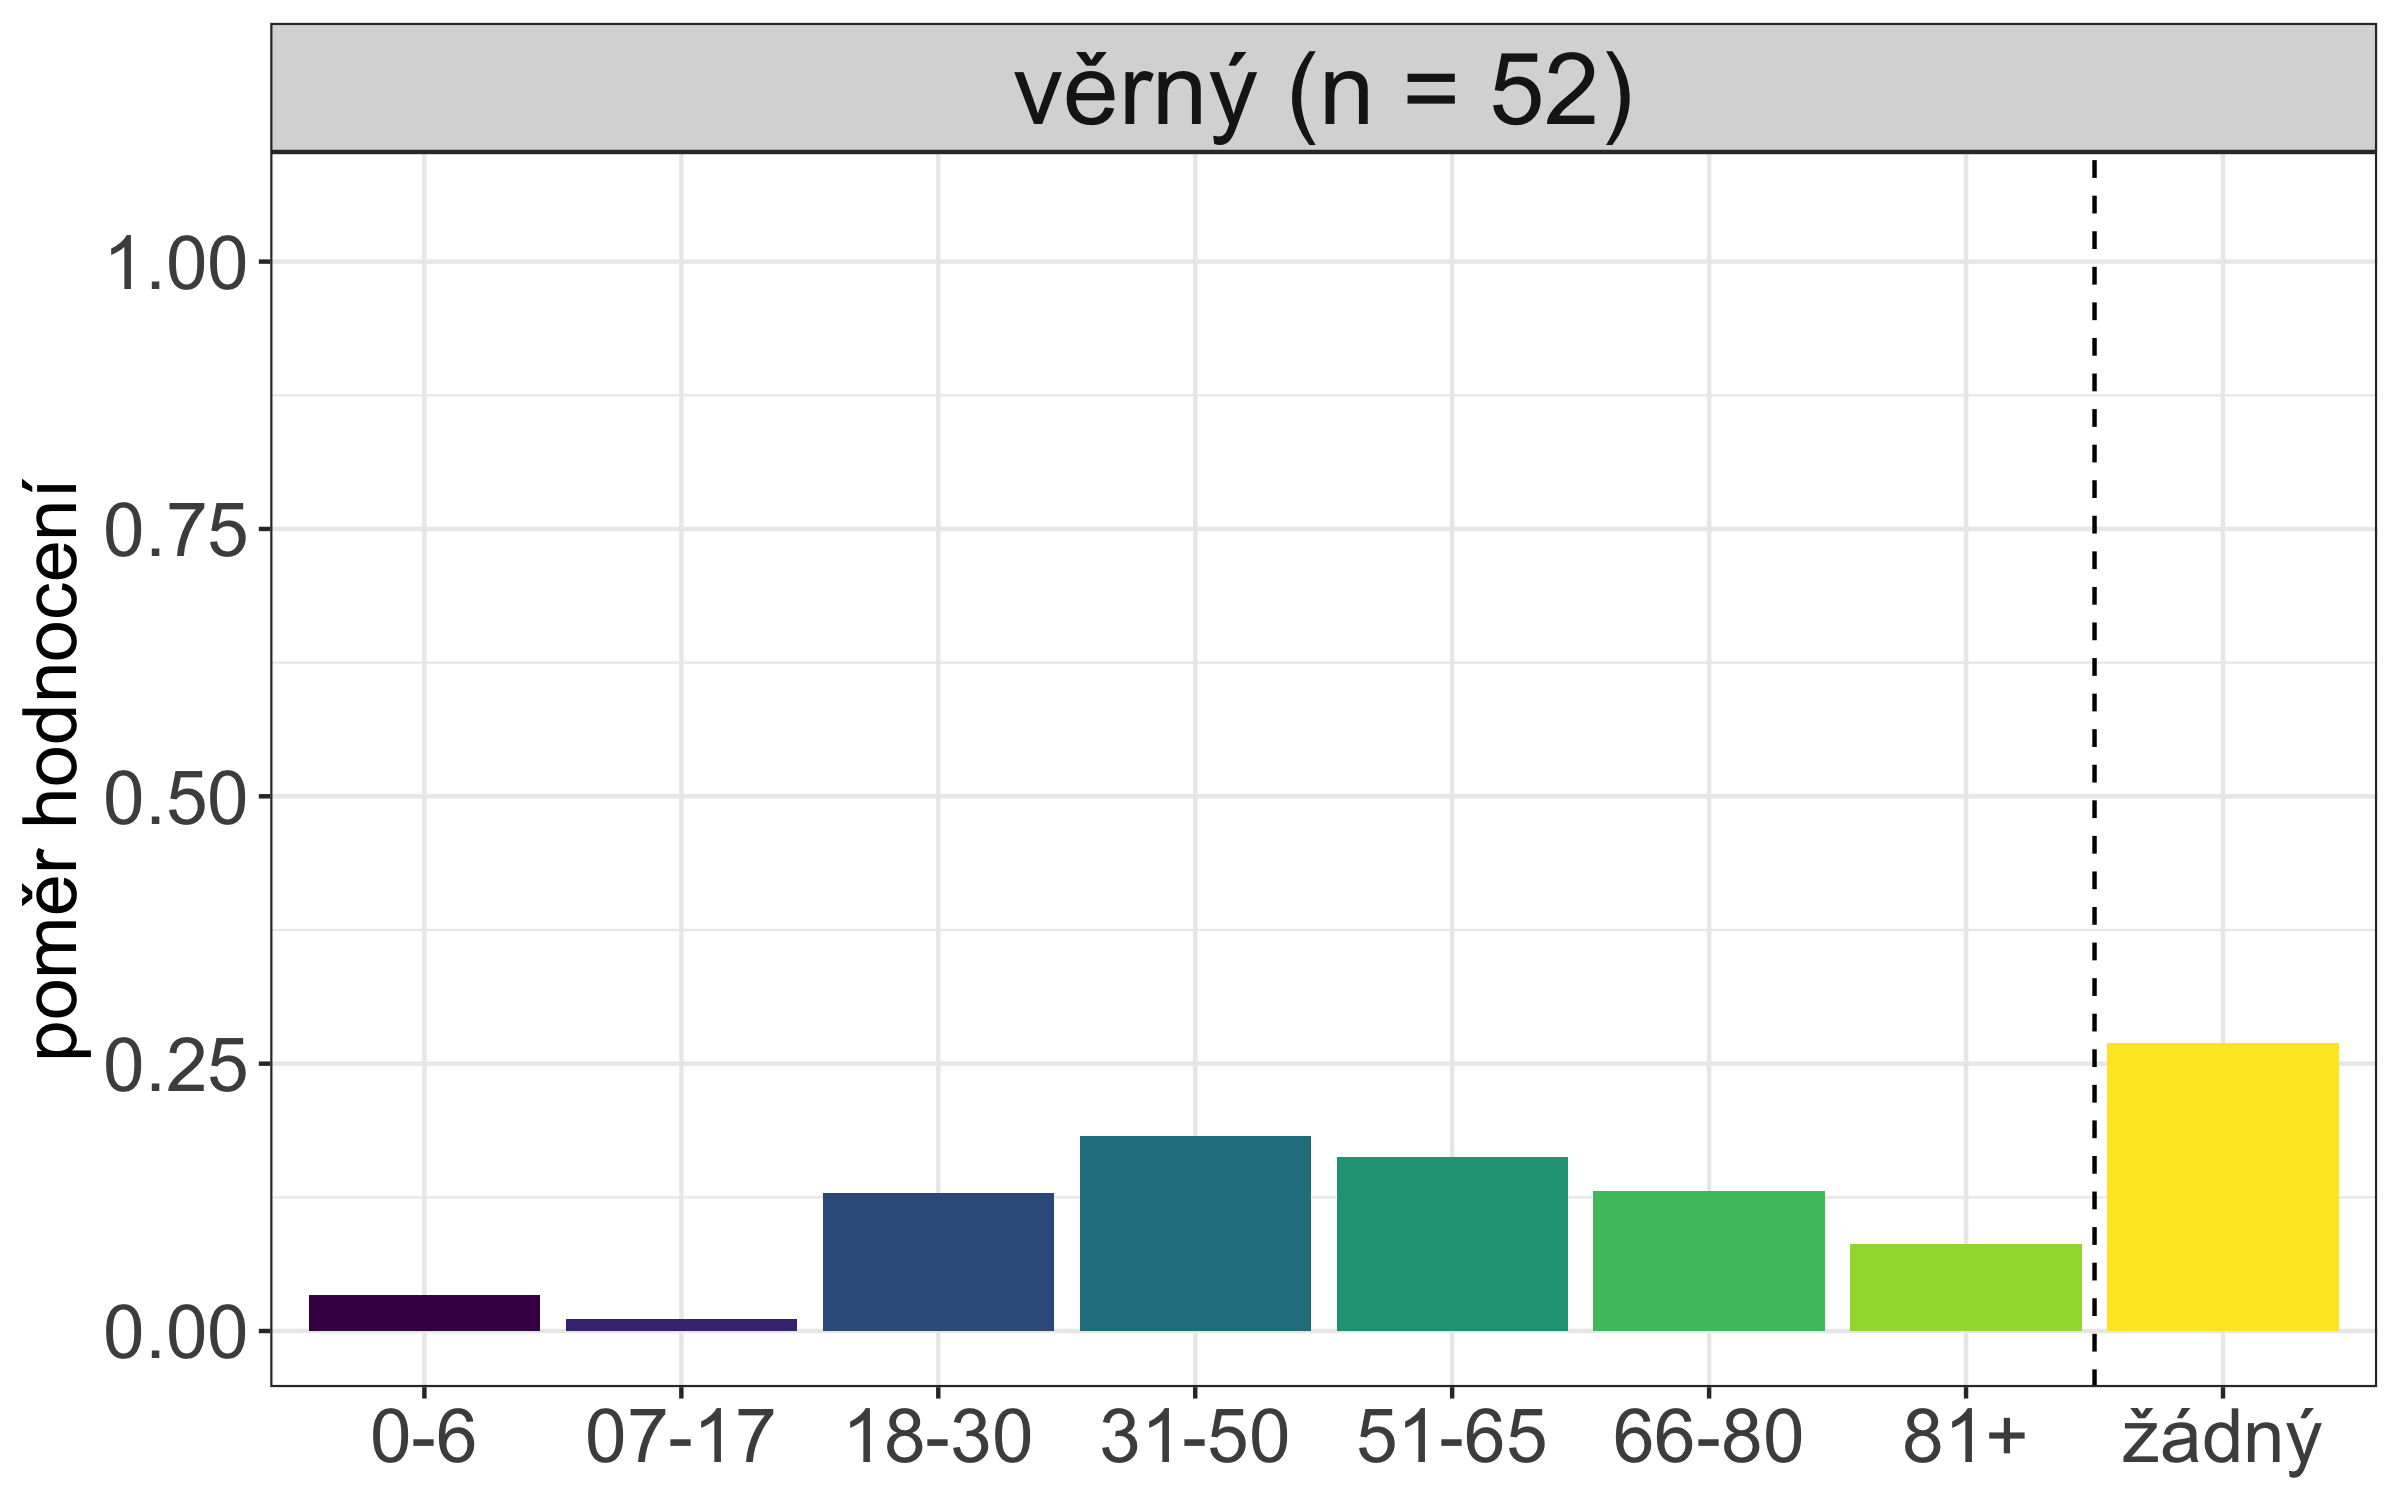 věrný (n = 52)
poměr hodnocení
1.00
0.75
0.50
0.25
0.00
0-6 07-17 18-30 31-50 51-65 66-80 81+ žádný